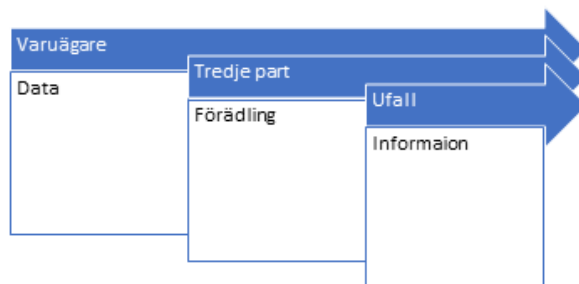 Varuägare
Data
Tredje part
Förädling
Ufall
Informaion